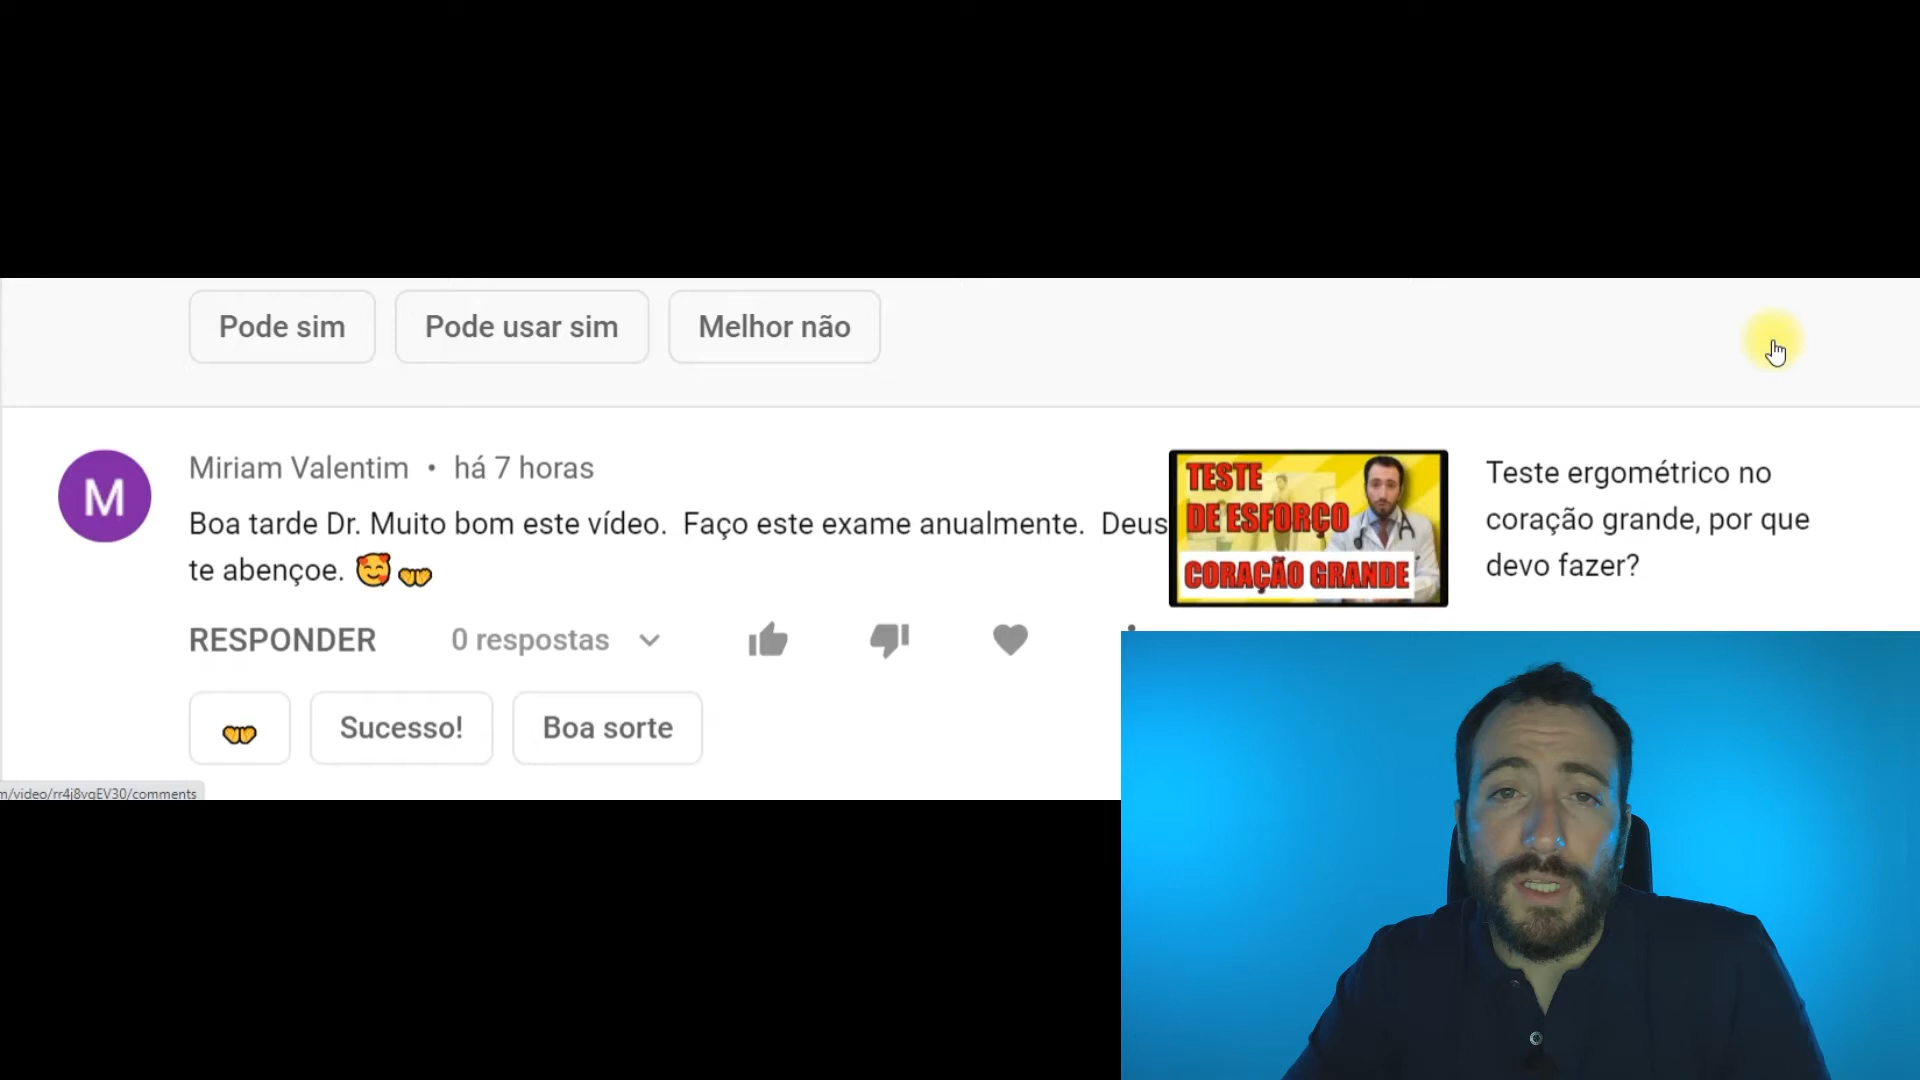 Pode sim
Pode usar sim
Melhor não
M
Miriam Valentim • há 7 horas
Boa tarde Dr. Muito bom este vídeo. Faço este exame anualmente. Deus
te abençoe. 🥰👐
RESPONDER
0 respostas
👐
Sucesso!
Boa sorte
TESTE
DE ESFORÇO
CORAÇÃO GRANDE
Teste ergométrico no
coração grande, por que
devo fazer?
m/video/rr4j8vgEV30/comments